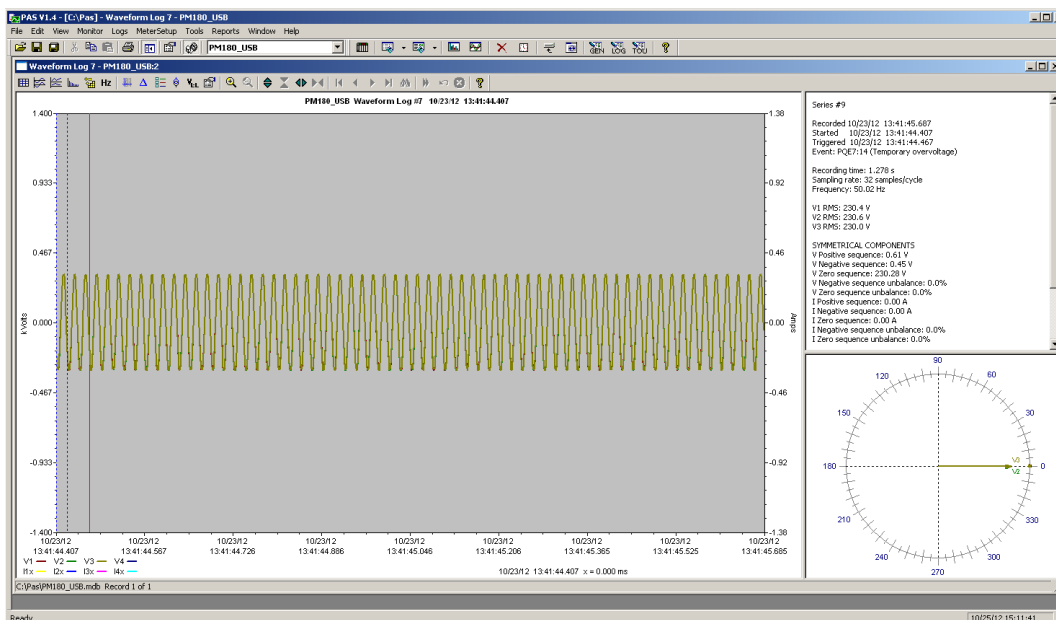 PAS V1.4 - [C:\Pas] - Waveform Log 7 - PM180_USB
File Edit View Monitor Logs MeterSetup Tools Reports Window Help
PM180_USB
GEN LOG TOU
Waveform Log 7 - PM180_USB:2
Hz
PM180_USB Waveform Log #7 10/23/12 13:41:44.407
1.400
0.933
0.467
0.000
-0.467
-0.933
-1.400
kVolts
1.38
0.92
0.46
0.00
-0.46
-0.92
-1.38
Amps
10/23/12 10/23/12 10/23/12 10/23/12 10/23/12 10/23/12 10/23/12 10/23/12 10/23/12
13:41:44.407 13:41:44.567 13:41:44.726 13:41:44.886 13:41:45.046 13:41:45.206 13:41:45.365 13:41:45.525 13:41:45.685
V1 V2 V3 V4
I1x I2x I3x I4x
10/23/12 13:41:44.407 x = 0.000 ms
Series #9
Recorded 10/23/12 13:41:45.687
Started 10/23/12 13:41:44.407
Triggered 10/23/12 13:41:44.467
Event: PQE7:14 (Temporary overvoltage)
Recording time: 1.278 s
Sampling rate: 32 samples/cycle
Frequency: 50.02 Hz
V1 RMS: 230.4 V
V2 RMS: 230.6 V
V3 RMS: 230.0 V
SYMMETRICAL COMPONENTS
V Positive sequence: 0.61 V
V Negative sequence: 0.45 V
V Zero sequence: 230.28 V
V Negative sequence unbalance: 0.0%
V Zero sequence unbalance: 0.0%
I Positive sequence: 0.00 A
I Negative sequence: 0.00 A
I Zero sequence: 0.00 A
I Negative sequence unbalance: 0.0%
I Zero sequence unbalance: 0.0%
90
120 60
150 30
180 V3 0
V2
210 330
240 300
270
C:\Pas\PM180_USB.mdb Record 1 of 1
Ready 10/25/12 15:11:41